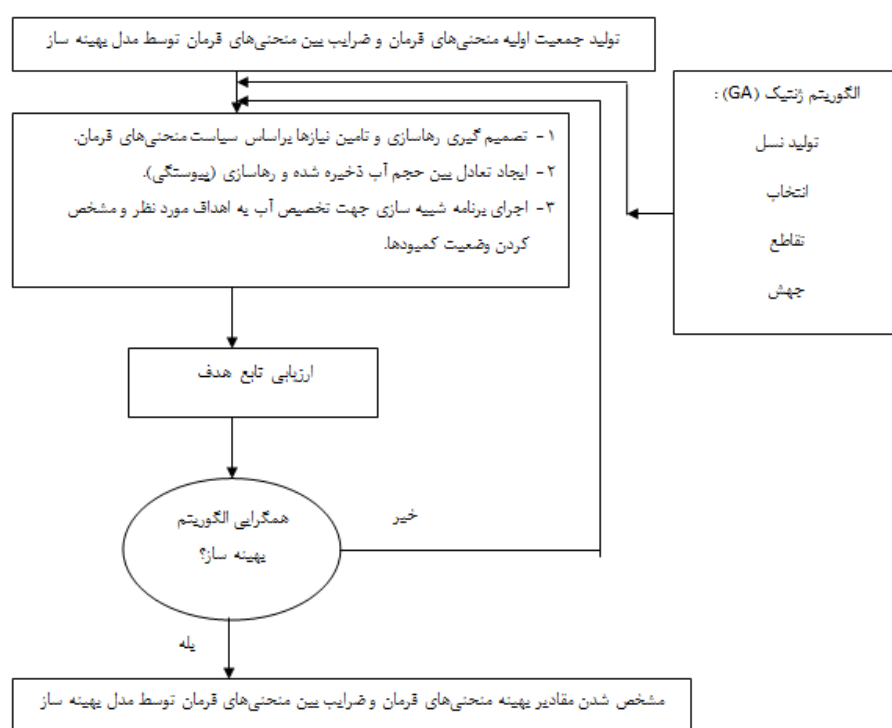 تولید جمعیت اولیه منحنی‌های فرمان و ضرایب بین منحنی‌های فرمان توسط مدل بهینه ساز
الگوریتم ژنتیک (GA) :
تولید نسل
انتخاب
تقاطع
جهش
۱- تصمیم گیری رهاسازی و تامین نیازها براساس سیاست منحنی‌های فرمان.
۲- ایجاد تعادل بین حجم آب ذخیره شده و رهاسازی (پیوستگی).
۳- اجرای برنامه شبیه سازی جهت تخصیص آب به اهداف مورد نظر و مشخص
کردن وضعیت کمبودها.
ارزیابی تابع هدف
همگرایی الگوریتم
بهینه ساز؟
خیر
بله
مشخص شدن مقادیر بهینه منحنی‌های فرمان و ضرایب بین منحنی‌های فرمان توسط مدل بهینه ساز